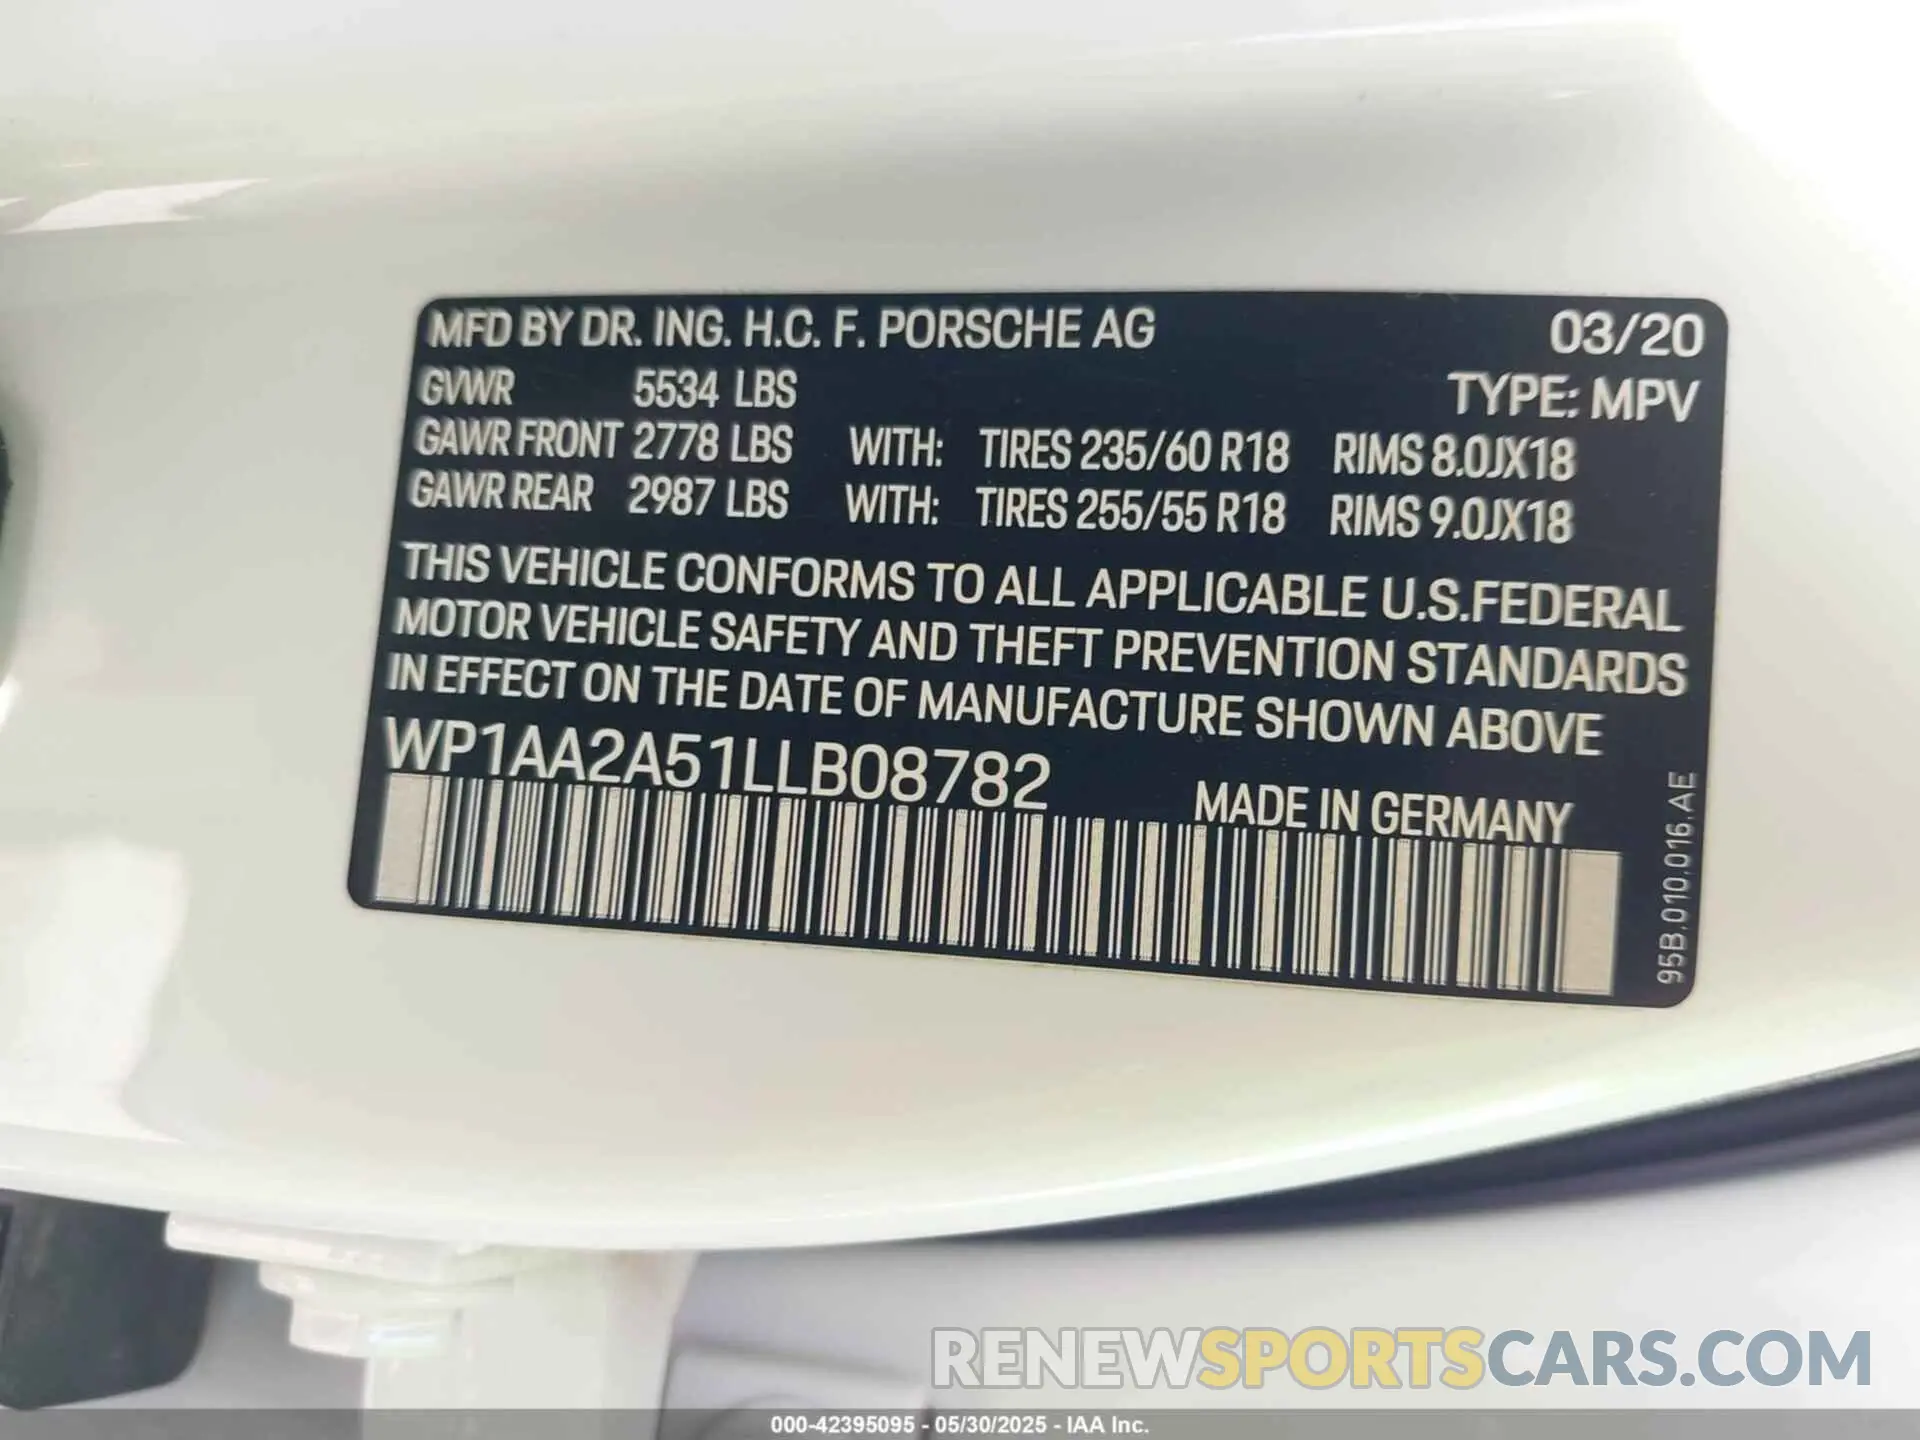 MFD BY DR. ING. H.C. F. PORSCHE AG 03/20
GVWR 5534 LBS TYPE: MPV
GAWR FRONT 2778 LBS WITH: TIRES 235/60 R18 RIMS 8.0JX18
GAWR REAR 2987 LBS WITH: TIRES 255/55 R18 RIMS 9.0JX18
THIS VEHICLE CONFORMS TO ALL APPLICABLE U.S.FEDERAL
MOTOR VEHICLE SAFETY AND THEFT PREVENTION STANDARDS
IN EFFECT ON THE DATE OF MANUFACTURE SHOWN ABOVE
WP1AA2A51LLB08782
MADE IN GERMANY
95B.010.016.AE
RENEWSPORTSCARS.COM
000-42395095 - 05/30/2025 - IAA Inc.